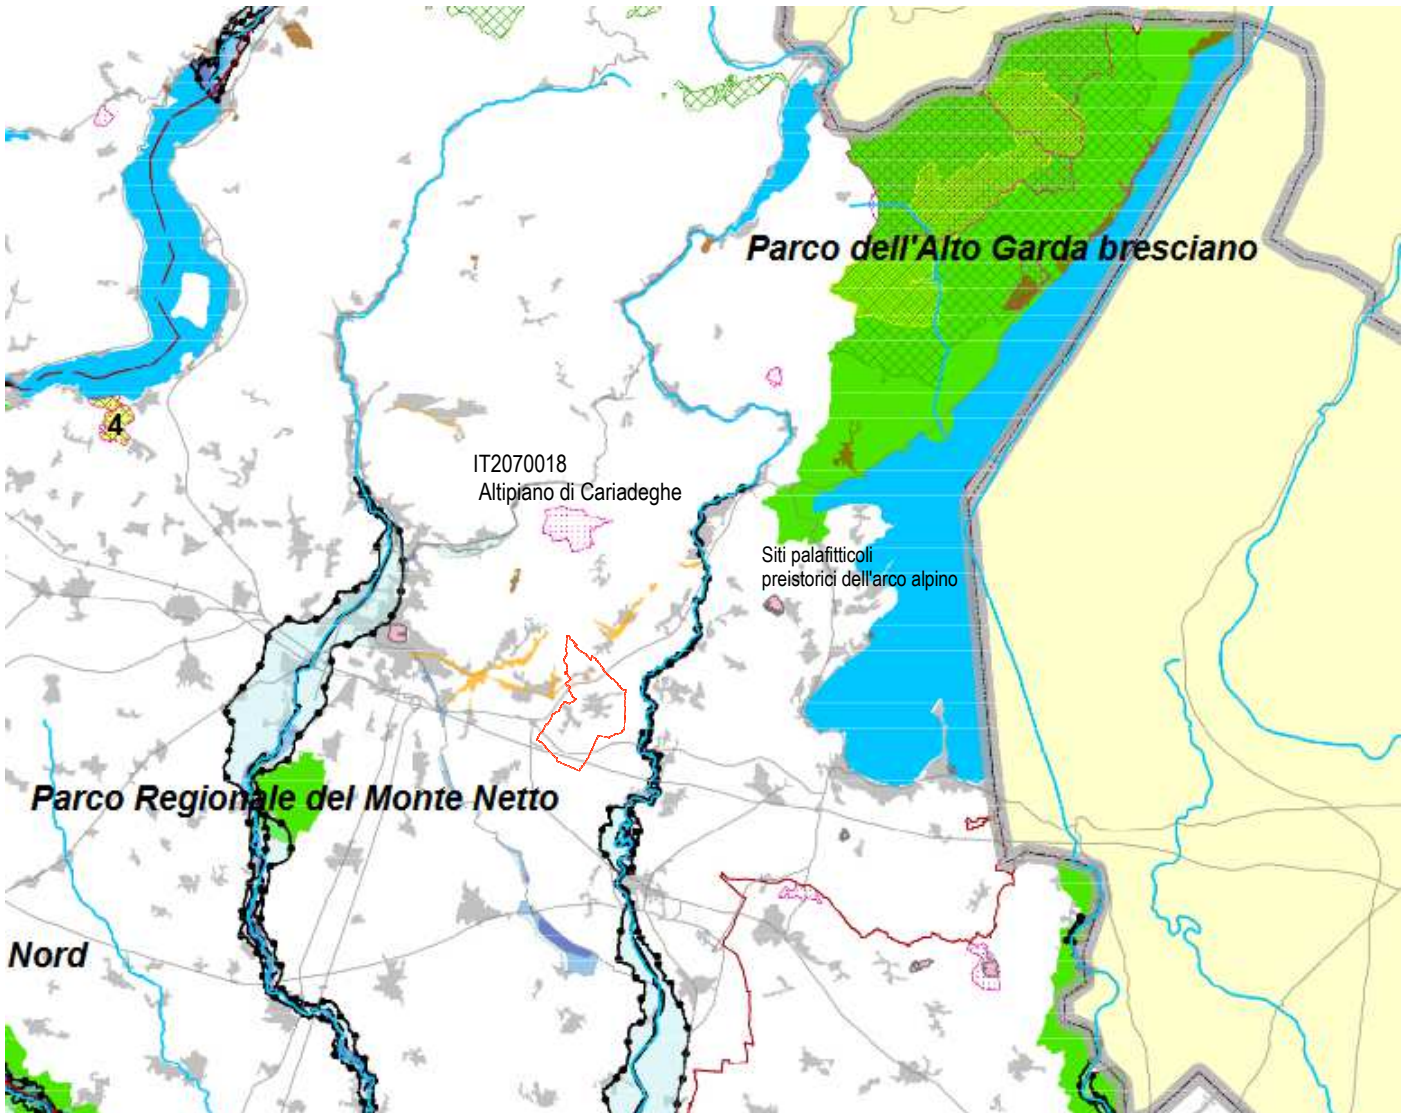 Parco dell'Alto Garda bresciano
4
IT2070018
Altipiano di Cariadeghe
Siti palafitticoli
preistorici dell'arco alpino
Parco Regionale del Monte Netto
Nord